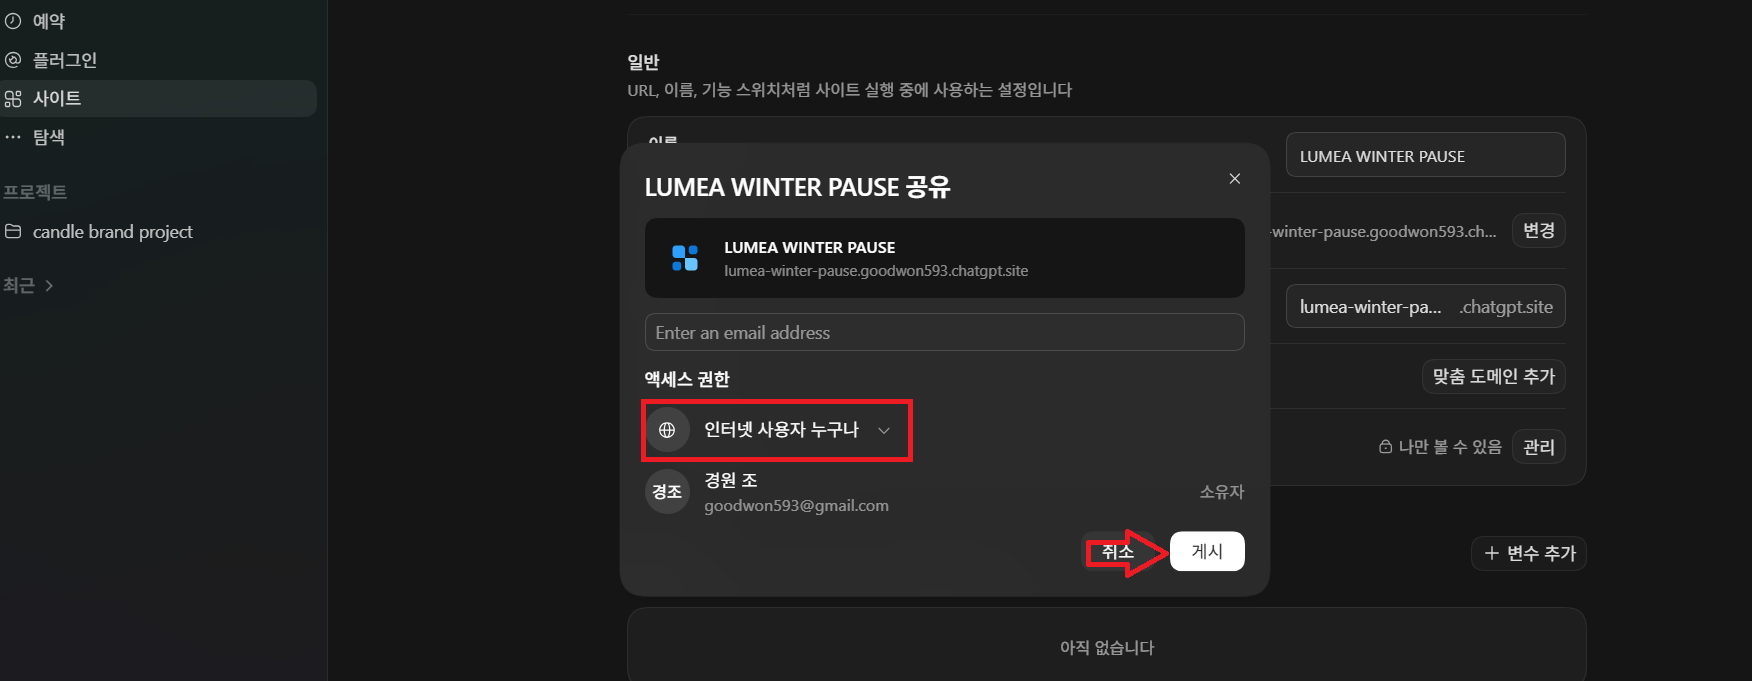 예약
플러그인
사이트
탐색
프로젝트
candle brand project
최근
일반
URL, 이름, 기능 스위치처럼 사이트 실행 중에 사용하는 설정입니다
이름
LUMEA WINTER PAUSE
-winter-pause.goodwon593.ch...
변경
lumea-winter-pa... .chatgpt.site
맞춤 도메인 추가
나만 볼 수 있음
관리
변수 추가
아직 없습니다
LUMEA WINTER PAUSE 공유
LUMEA WINTER PAUSE
lumea-winter-pause.goodwon593.chatgpt.site
Enter an email address
액세스 권한
인터넷 사용자 누구나
경조
경원 조
goodwon593@gmail.com
소유자
취소
게시